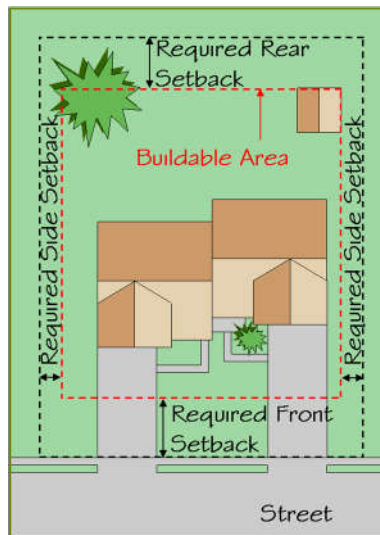 Required Rear
Setback
Buildable Area
Required Side Setback
Required Side Setback
Required Front
Setback
Street